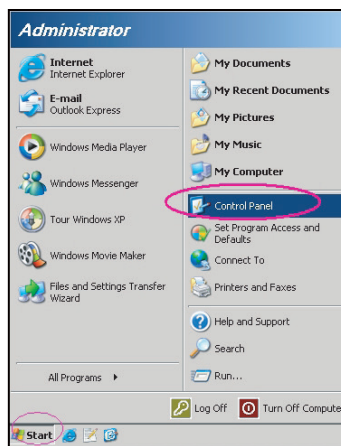 Administrator
Internet
Internet Explorer
E-mail
Outlook Express
Windows Media Player
Windows Messenger
Tour Windows XP
Windows Movie Maker
Files and Settings Transfer
Wizard
All Programs
My Documents
My Recent Documents
My Pictures
My Music
My Computer
Control Panel
Set Program Access and
Defaults
Connect To
Printers and Faxes
Help and Support
Search
Run...
Log Off
Turn Off Compute
Start